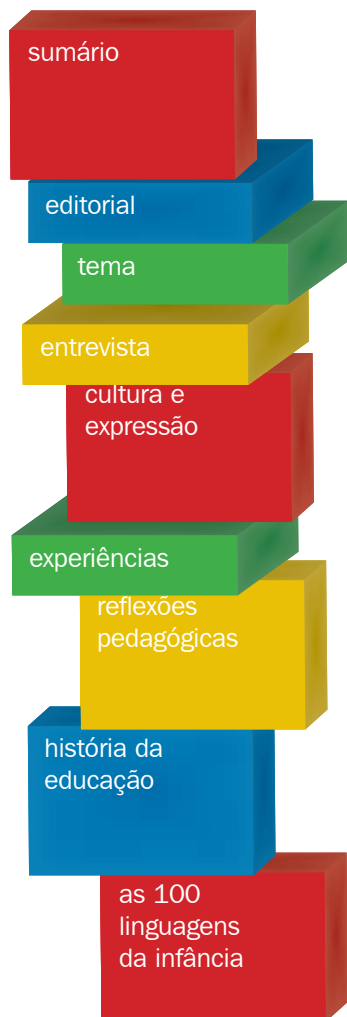 sumário
editorial
tema
entrevista
cultura e
expressão
experiências
reflexões
pedagógicas
história da
educação
as 100
linguagens
da infância